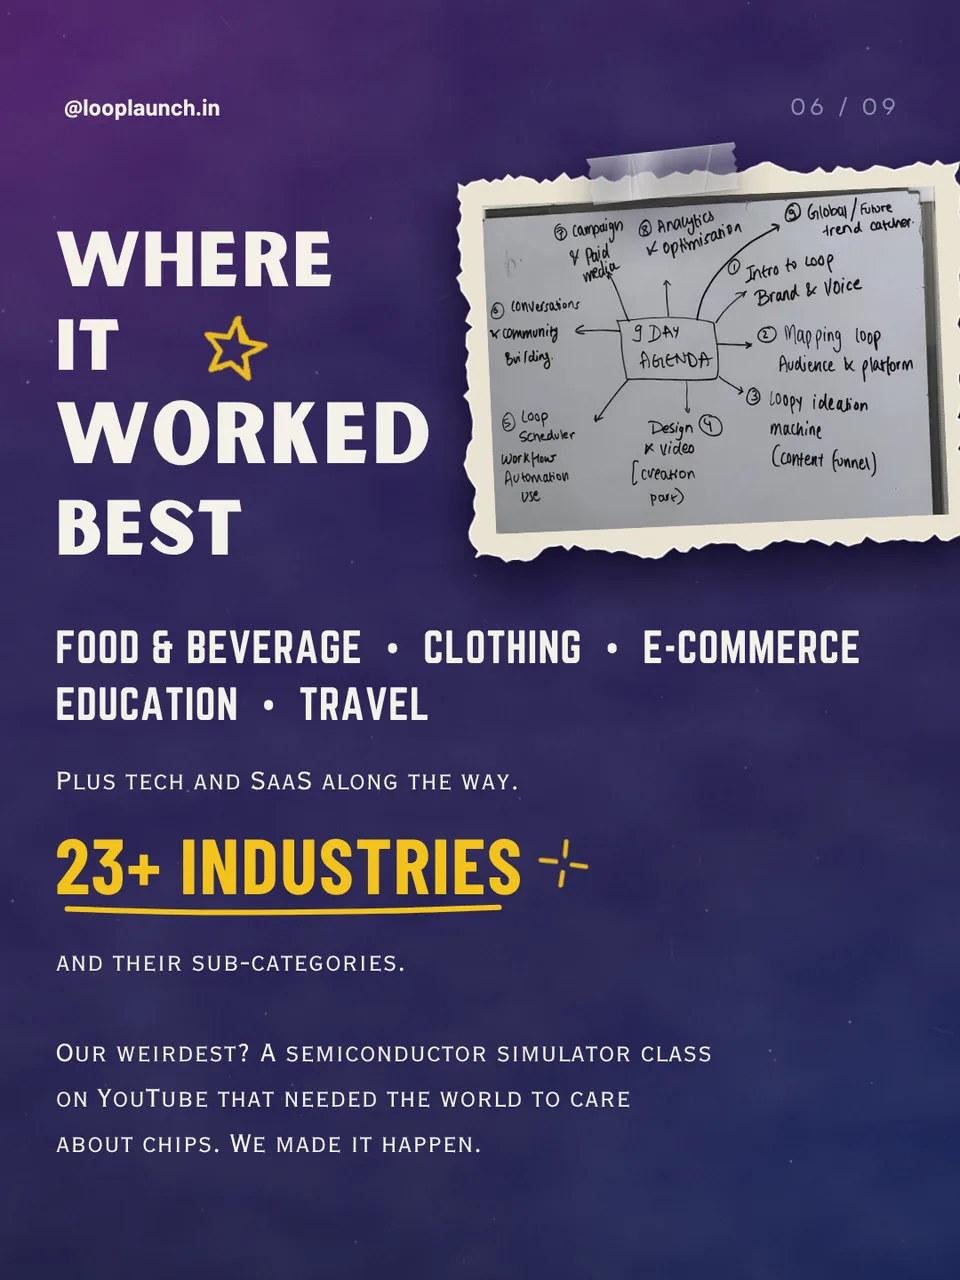 @looplaunch.in
06 / 09
WHERE
IT
WORKED
BEST
9 DAY
AGENDA
① Intro to loop
Brand & Voice
② Mapping loop
Audience & platform
③ Loopy ideation
machine
(content funnel)
Design ④
& video
[creation
part)
⑤ Loop
Scheduler
Workflow
Automation
use
⑥ Conversations
& community
Building.
⑦ Campaign
& Paid
media
⑧ Analytics
& optimisation
⑨ Global/Future
trend catcher.
FOOD & BEVERAGE • CLOTHING • E-COMMERCE
EDUCATION • TRAVEL
PLUS TECH AND SAAS ALONG THE WAY.
23+ INDUSTRIES
AND THEIR SUB-CATEGORIES.
OUR WEIRDEST? A SEMICONDUCTOR SIMULATOR CLASS
ON YOUTUBE THAT NEEDED THE WORLD TO CARE
ABOUT CHIPS. WE MADE IT HAPPEN.